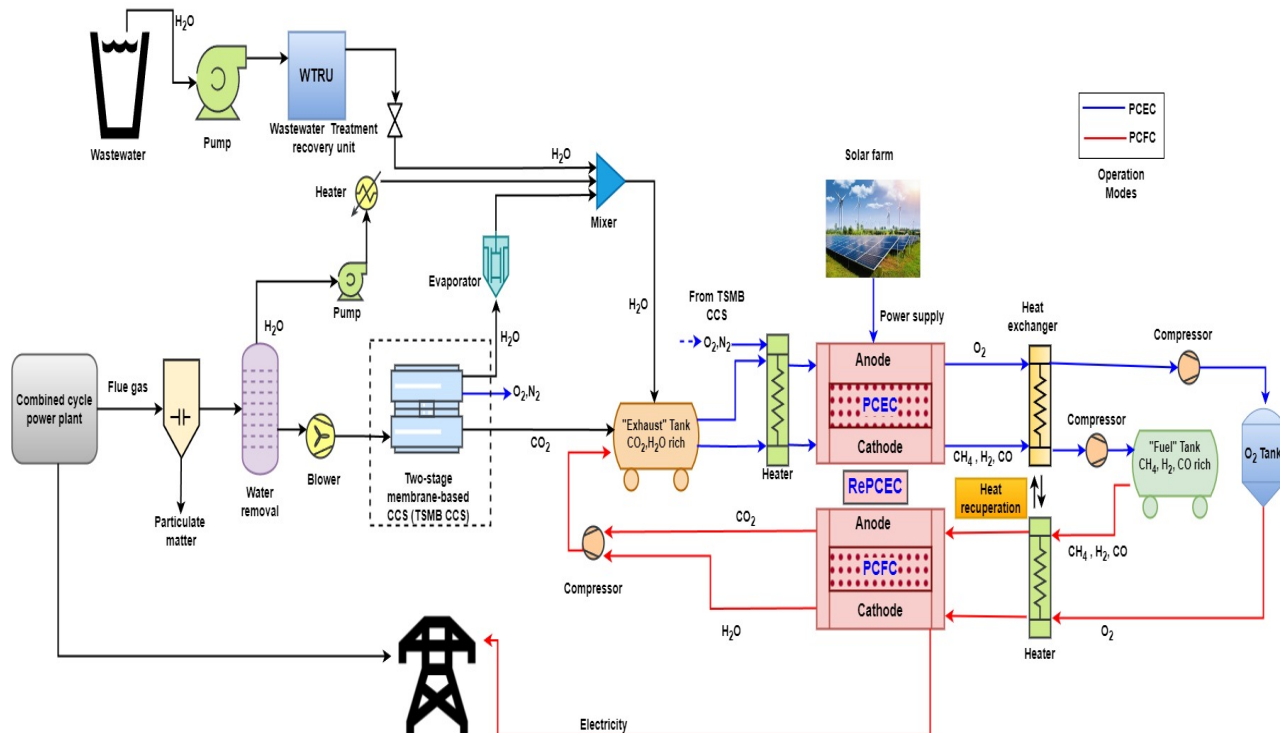 H2O
WTRU
Wastewater
Pump
Wastewater Treatment
recovery unit
PCEC
PCFC
Operation
Modes
Solar farm
H2O
Heater
Mixer
Evaporator
Pump
H2O
H2O
H2O
From TSMB
CCS
O2,N2
Power supply
Heat
exchanger
Compressor
Combined cycle
power plant
Flue gas
O2,N2
CO2
"Exhaust" Tank
CO2,H2O rich
Heater
Anode
PCEC
Cathode
O2
CH4 , H2, CO
Compressor
"Fuel" Tank
CH4, H2, CO rich
O2 Tank
Water
removal
Blower
Two-stage
membrane-based
CCS (TSMB CCS)
Particulate
matter
RePCEC
Heat
recuperation
CO2
Anode
PCFC
Cathode
CH4 , H2, CO
Compressor
H2O
O2
Heater
Electricity